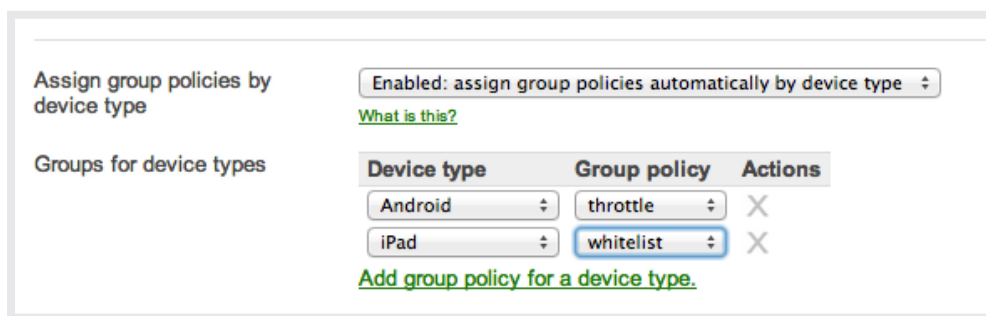 Assign group policies by
device type
Enabled: assign group policies automatically by device type
What is this?
Groups for device types
Device type Group policy Actions
Android throttle X
iPad whitelist X
Add group policy for a device type.